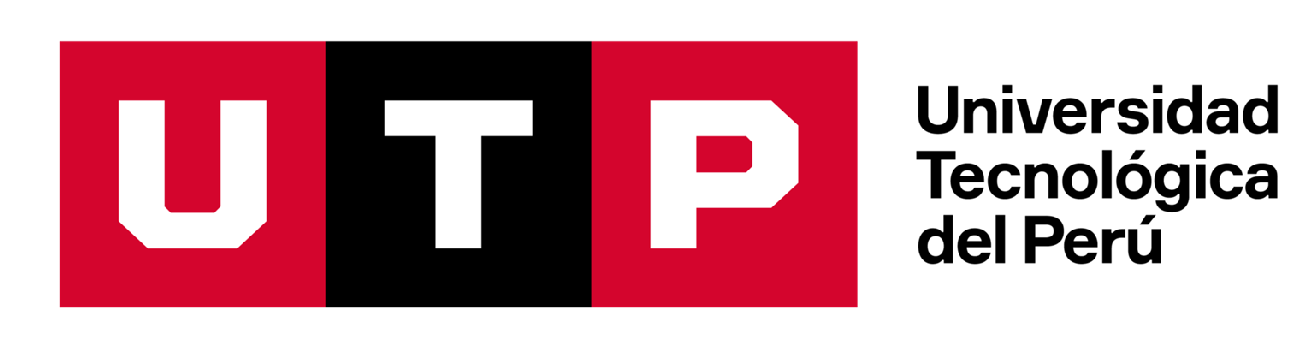 UTP
Universidad
Tecnológica
del Perú